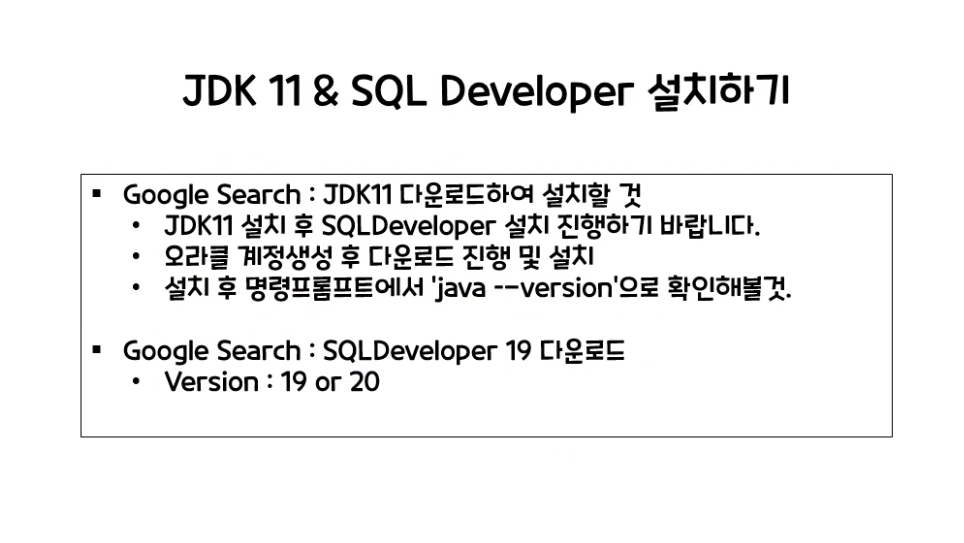 JDK 11 & SQL Developer 설치하기
▪ Google Search : JDK11 다운로드하여 설치할 것
• JDK11 설치 후 SQLDeveloper 설치 진행하기 바랍니다.
• 오라클 계정생성 후 다운로드 진행 및 설치
• 설치 후 명령프롬프트에서 'java --version'으로 확인해볼것.
▪ Google Search : SQLDeveloper 19 다운로드
• Version : 19 or 20